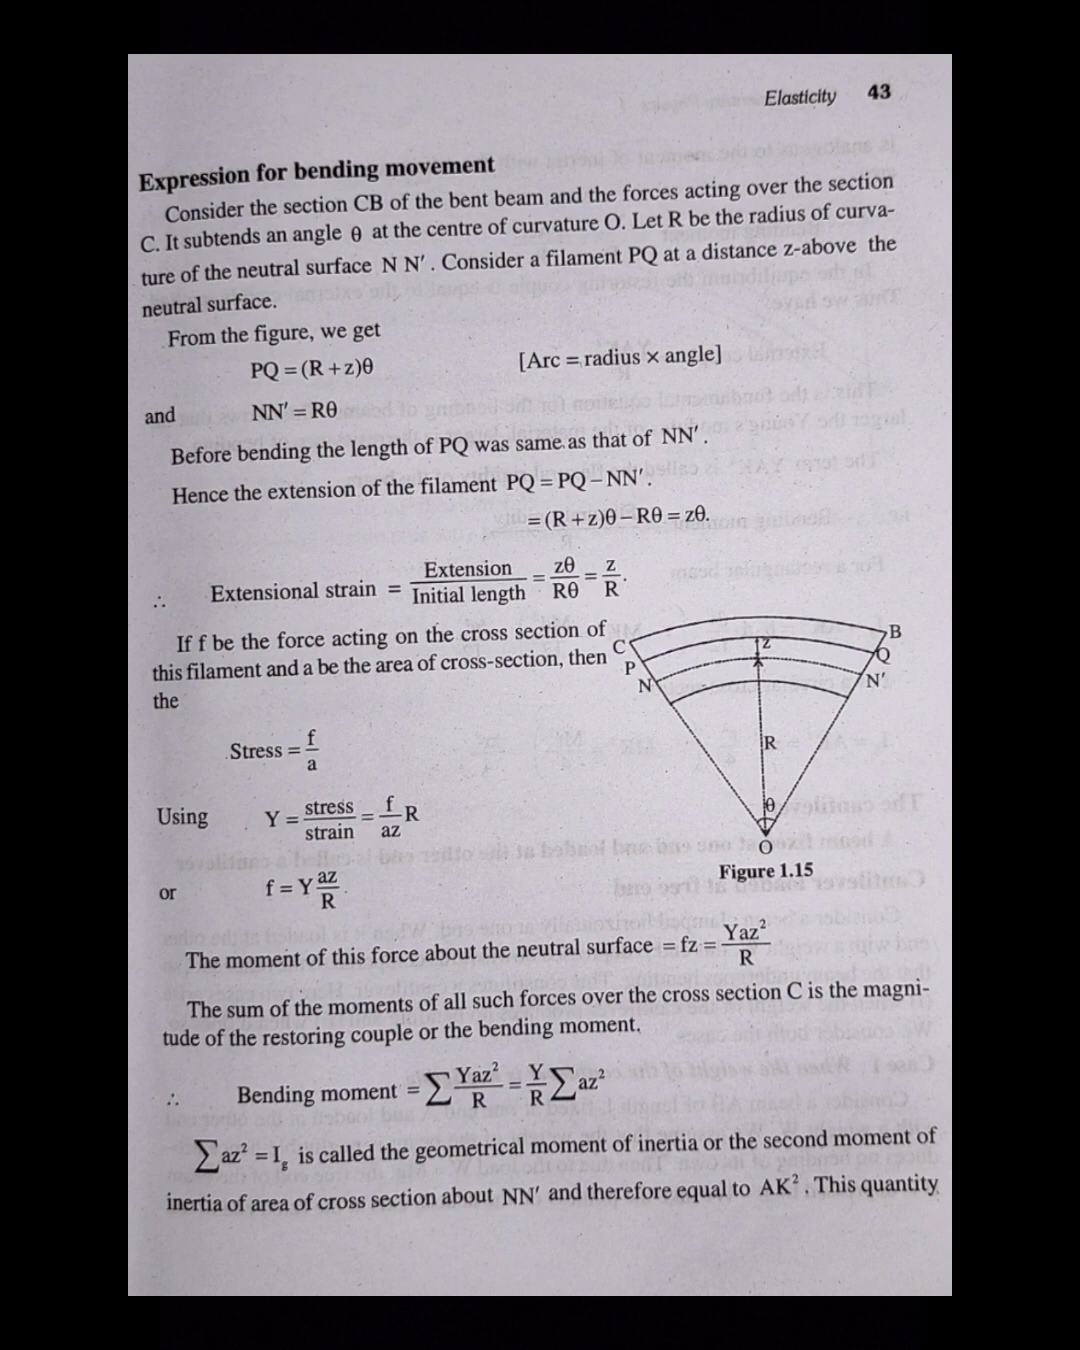 Elasticity 43
Expression for bending movement
Consider the section CB of the bent beam and the forces acting over the section
C. It subtends an angle θ at the centre of curvature O. Let R be the radius of curva-
ture of the neutral surface N N′. Consider a filament PQ at a distance z-above the
neutral surface.
From the figure, we get
PQ = (R + z)θ [Arc = radius × angle]
and NN′ = Rθ
Before bending the length of PQ was same as that of NN′.
Hence the extension of the filament PQ = PQ – NN′.
= (R + z)θ – Rθ = zθ.
∴ Extensional strain = Extension / Initial length = zθ / Rθ = z / R.
If f be the force acting on the cross section of
this filament and a be the area of cross-section, then
the
Stress = f / a
Using Y = stress / strain = f / az R
or f = Y az / R.
C B
P Q
N N′
z
R
θ
O
Figure 1.15
The moment of this force about the neutral surface = fz = Yaz² / R
The sum of the moments of all such forces over the cross section C is the magni-
tude of the restoring couple or the bending moment.
∴ Bending moment = ∑ Yaz² / R = Y / R ∑ az²
∑ az² = I_g is called the geometrical moment of inertia or the second moment of
inertia of area of cross section about NN′ and therefore equal to AK². This quantity